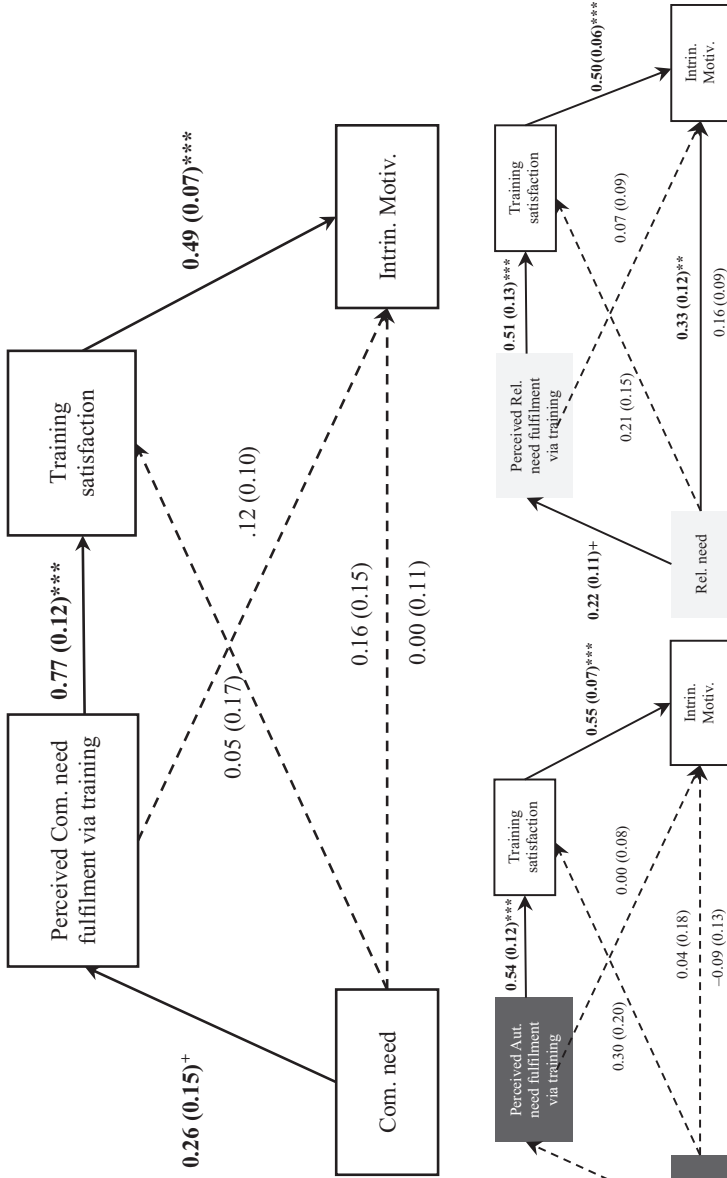 0.26 (0.15)+
Perceived Com. need
fulfilment via training
0.77 (0.12)***
Training
satisfaction
0.49 (0.07)***
Com. need
0.05 (0.17)
.12 (0.10)
0.16 (0.15)
0.00 (0.11)
Intrin. Motiv.
Perceived Aut.
need fulfilment
via training
0.54 (0.12)***
Training
satisfaction
0.55 (0.07)***
0.30 (0.20)
0.00 (0.08)
0.04 (0.18)
–0.09 (0.13)
Intrin.
Motiv.
0.22 (0.11)+
Perceived Rel.
need fulfilment
via training
0.51 (0.13)***
Training
satisfaction
0.50(0.06)***
Rel. need
0.21 (0.15)
0.07 (0.09)
0.33 (0.12)**
0.16 (0.09)
Intrin.
Motiv.